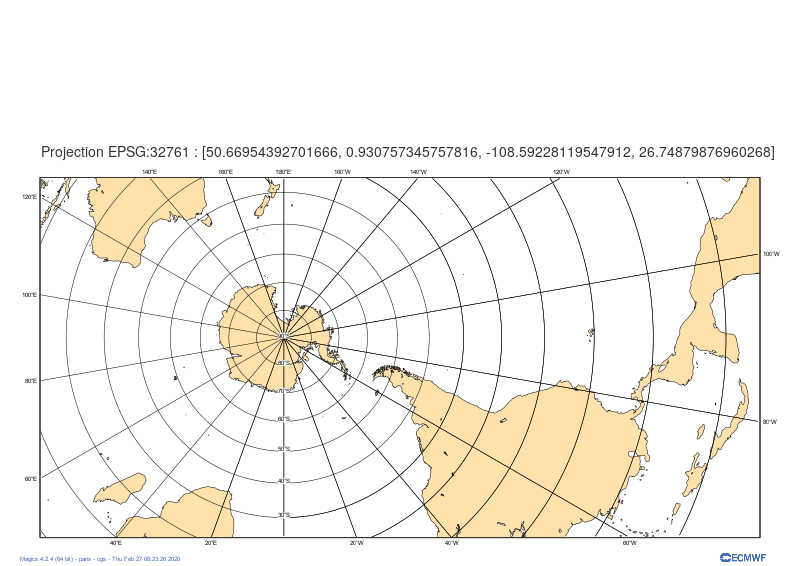 Projection EPSG:32761 : [50.66954392701666, 0.930757345757816, -108.59228119547912, 26.74879876960268]
140°E 160°E 180°E 160°W 140°W 120°W
120°E
100°W
100°E
90°S
80°S
80°E
70°S
60°S
80°W
50°S
60°E
40°S
30°S
40°E 20°E 20°W 40°W 60°W
Magics 4.2.4 (64 bit) - paris - cgs - Thu Feb 27 08:23:26 2020
ECMWF